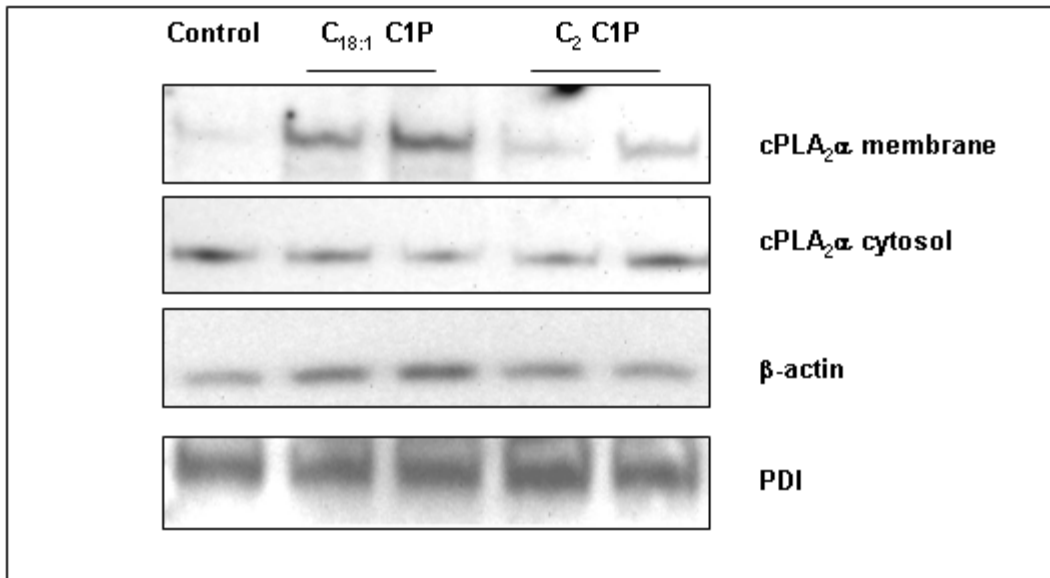 Control C₁₈:₁ C1P C₂ C1P
cPLA₂α membrane
cPLA₂α cytosol
β-actin
PDI